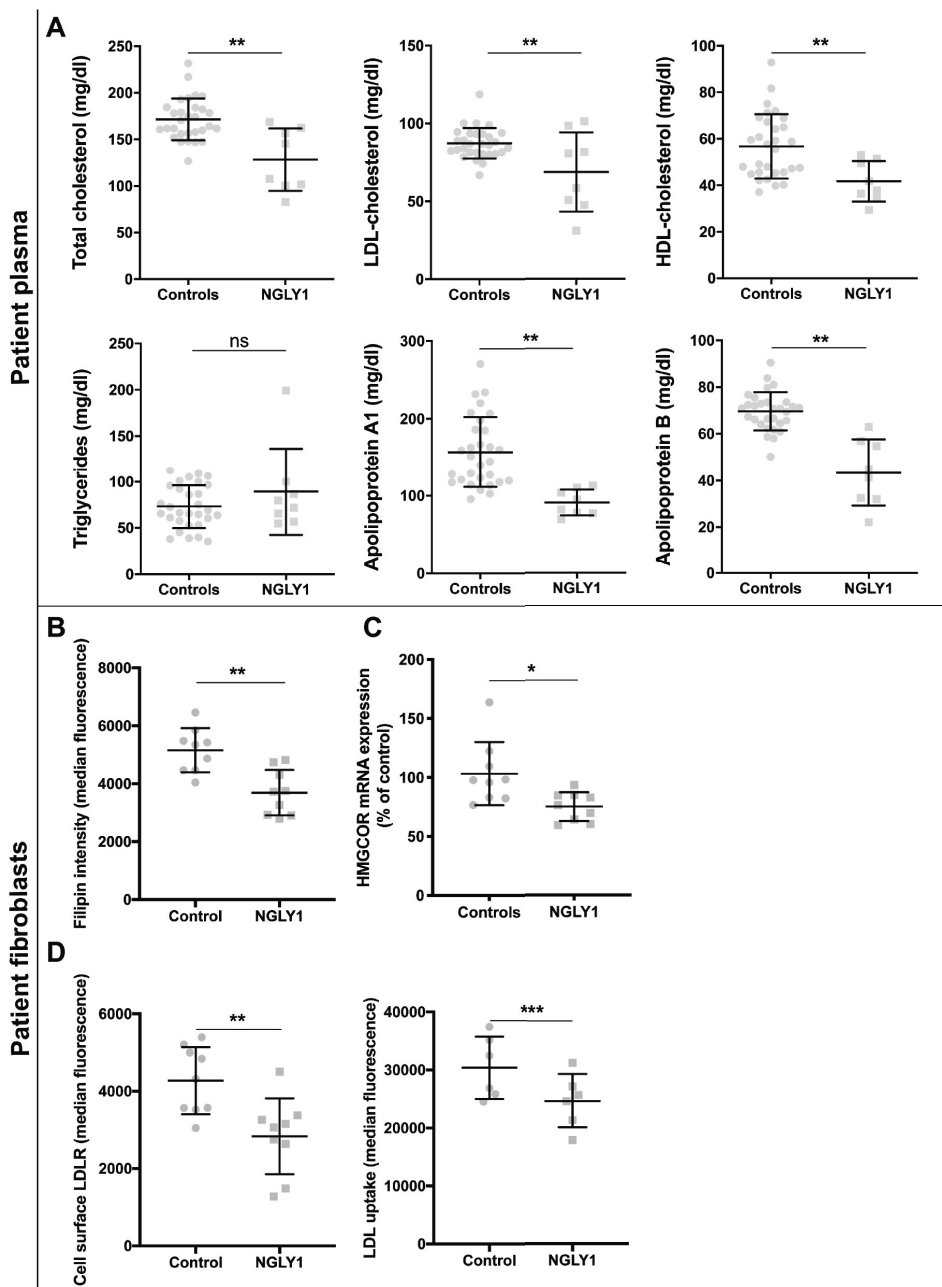 A
Patient plasma
Total cholesterol (mg/dl)
250
200
150
100
50
0
**
Controls
NGLY1
LDL-cholesterol (mg/dl)
150
100
50
0
**
Controls
NGLY1
HDL-cholesterol (mg/dl)
100
80
60
40
20
0
**
Controls
NGLY1
Triglycerides (mg/dl)
250
200
150
100
50
0
ns
Controls
NGLY1
Apolipoprotein A1 (mg/dl)
300
200
100
0
**
Controls
NGLY1
Apolipoprotein B (mg/dl)
100
80
60
40
20
0
**
Controls
NGLY1
Patient fibroblasts
B
Filipin intensity (median fluorescence)
8000
6000
4000
2000
0
**
Control
NGLY1
C
HMGCOR mRNA expression
(% of control)
200
150
100
50
0
*
Controls
NGLY1
D
Cell surface LDLR (median fluorescence)
6000
4000
2000
0
**
Control
NGLY1
LDL uptake (median fluorescence)
40000
30000
20000
10000
0
***
Control
NGLY1